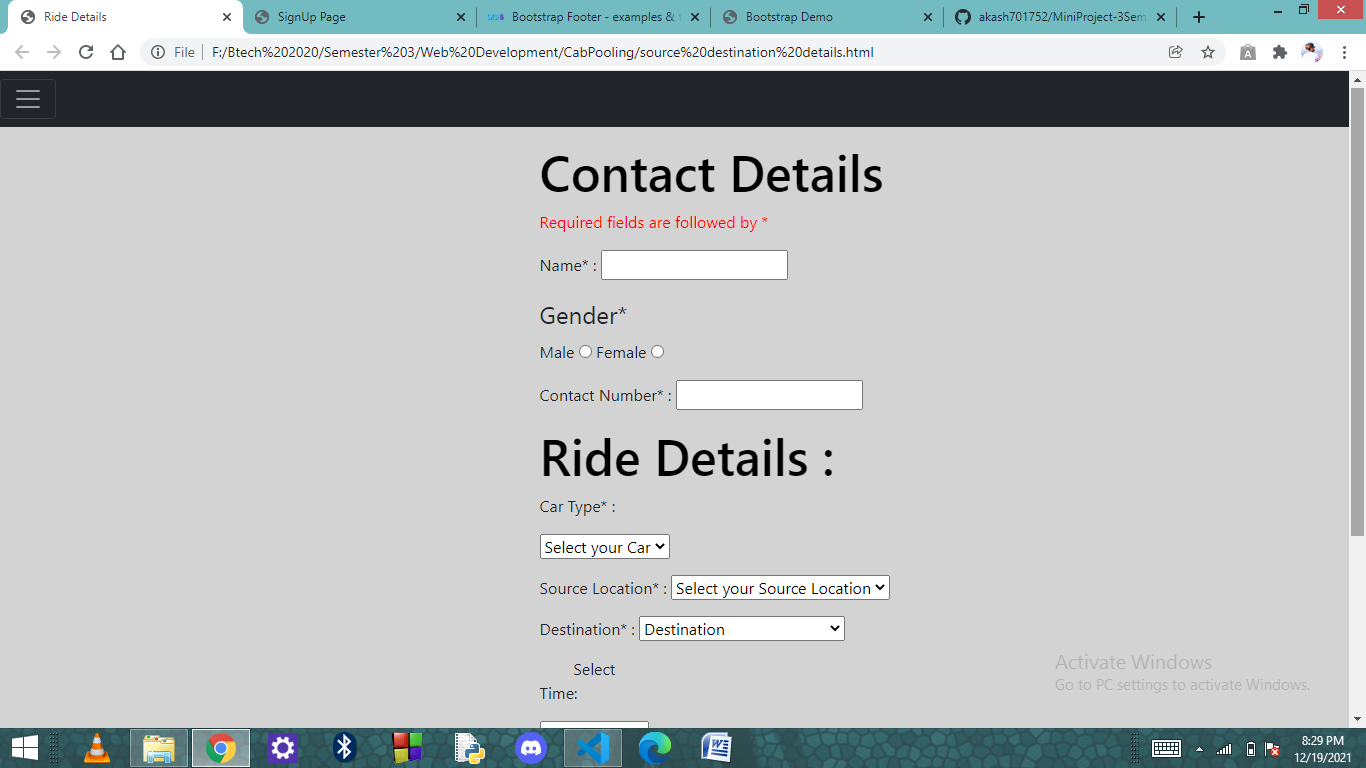 Ride Details
SignUp Page
Bootstrap Footer - examples &
Bootstrap Demo
akash701752/MiniProject-3Sem
File
F:/Btech%202020/Semester%203/Web%20Development/CabPooling/source%20destination%20details.html
Contact Details
Required fields are followed by *
Name* :
Gender*
Male Female
Contact Number* :
Ride Details :
Car Type* :
Select your Car
Source Location* : Select your Source Location
Destination* : Destination
Select
Time:
Activate Windows
Go to PC settings to activate Windows.
8:29 PM
12/19/2021